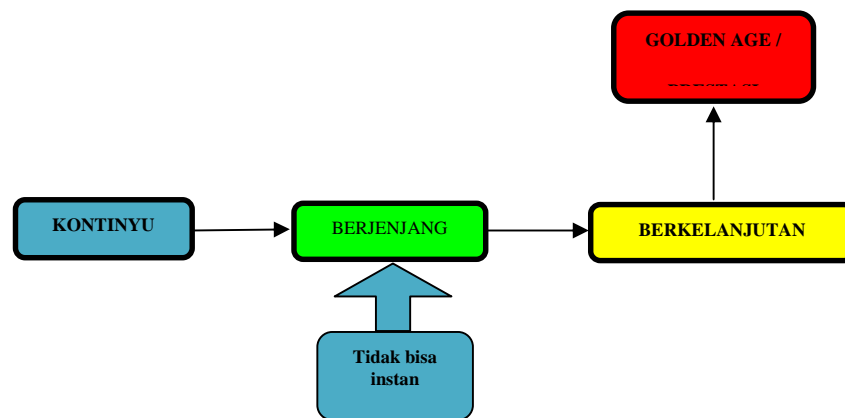 GOLDEN AGE /
KONTINYU
BERJENJANG
BERKELANJUTAN
Tidak bisa
instan